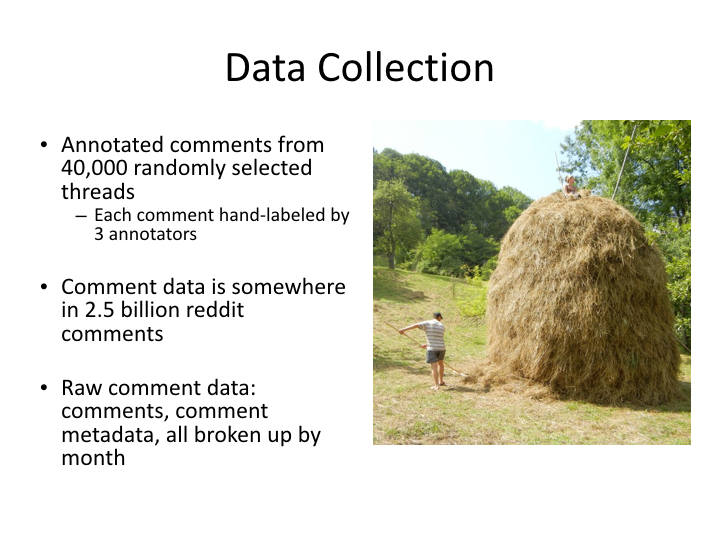 Data Collection
• Annotated comments from
40,000 randomly selected
threads
– Each comment hand-labeled by
3 annotators
• Comment data is somewhere
in 2.5 billion reddit
comments
• Raw comment data:
comments, comment
metadata, all broken up by
month